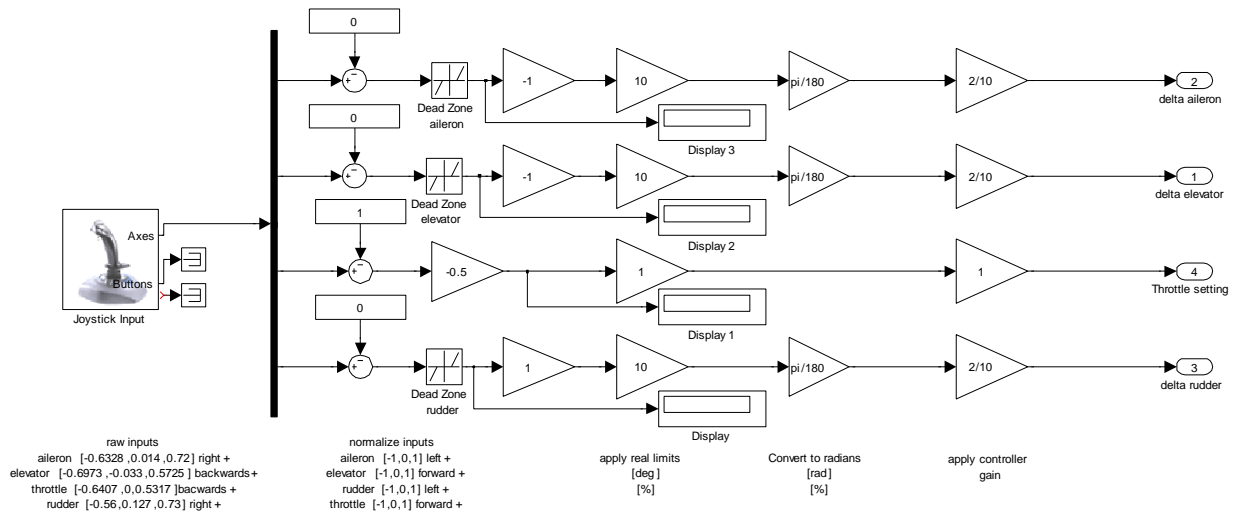 0
-1
10
pi/180
2/10
2
Dead Zone
aileron
delta aileron
Display 3
0
-1
10
pi/180
2/10
1
Dead Zone
elevator
delta elevator
Display 2
1
Axes
Buttons
Joystick Input
-0.5
1
1
4
Throttle setting
Display 1
0
1
10
pi/180
2/10
3
Dead Zone
rudder
delta rudder
Display
raw inputs
aileron [-0.6328 ,0.014 ,0.72] right +
elevator [-0.6973 ,-0.033 ,0.5725] backwards+
throttle [-0.6407 ,0,0.5317]bacwards +
rudder [-0.56 ,0.127 ,0.73] right +
normalize inputs
aileron [-1,0,1] left +
elevator [-1,0,1] forward +
rudder [-1,0,1] left +
throttle [-1,0,1] forward +
apply real limits
[deg]
[%]
Convert to radians
[rad]
[%]
apply controller
gain